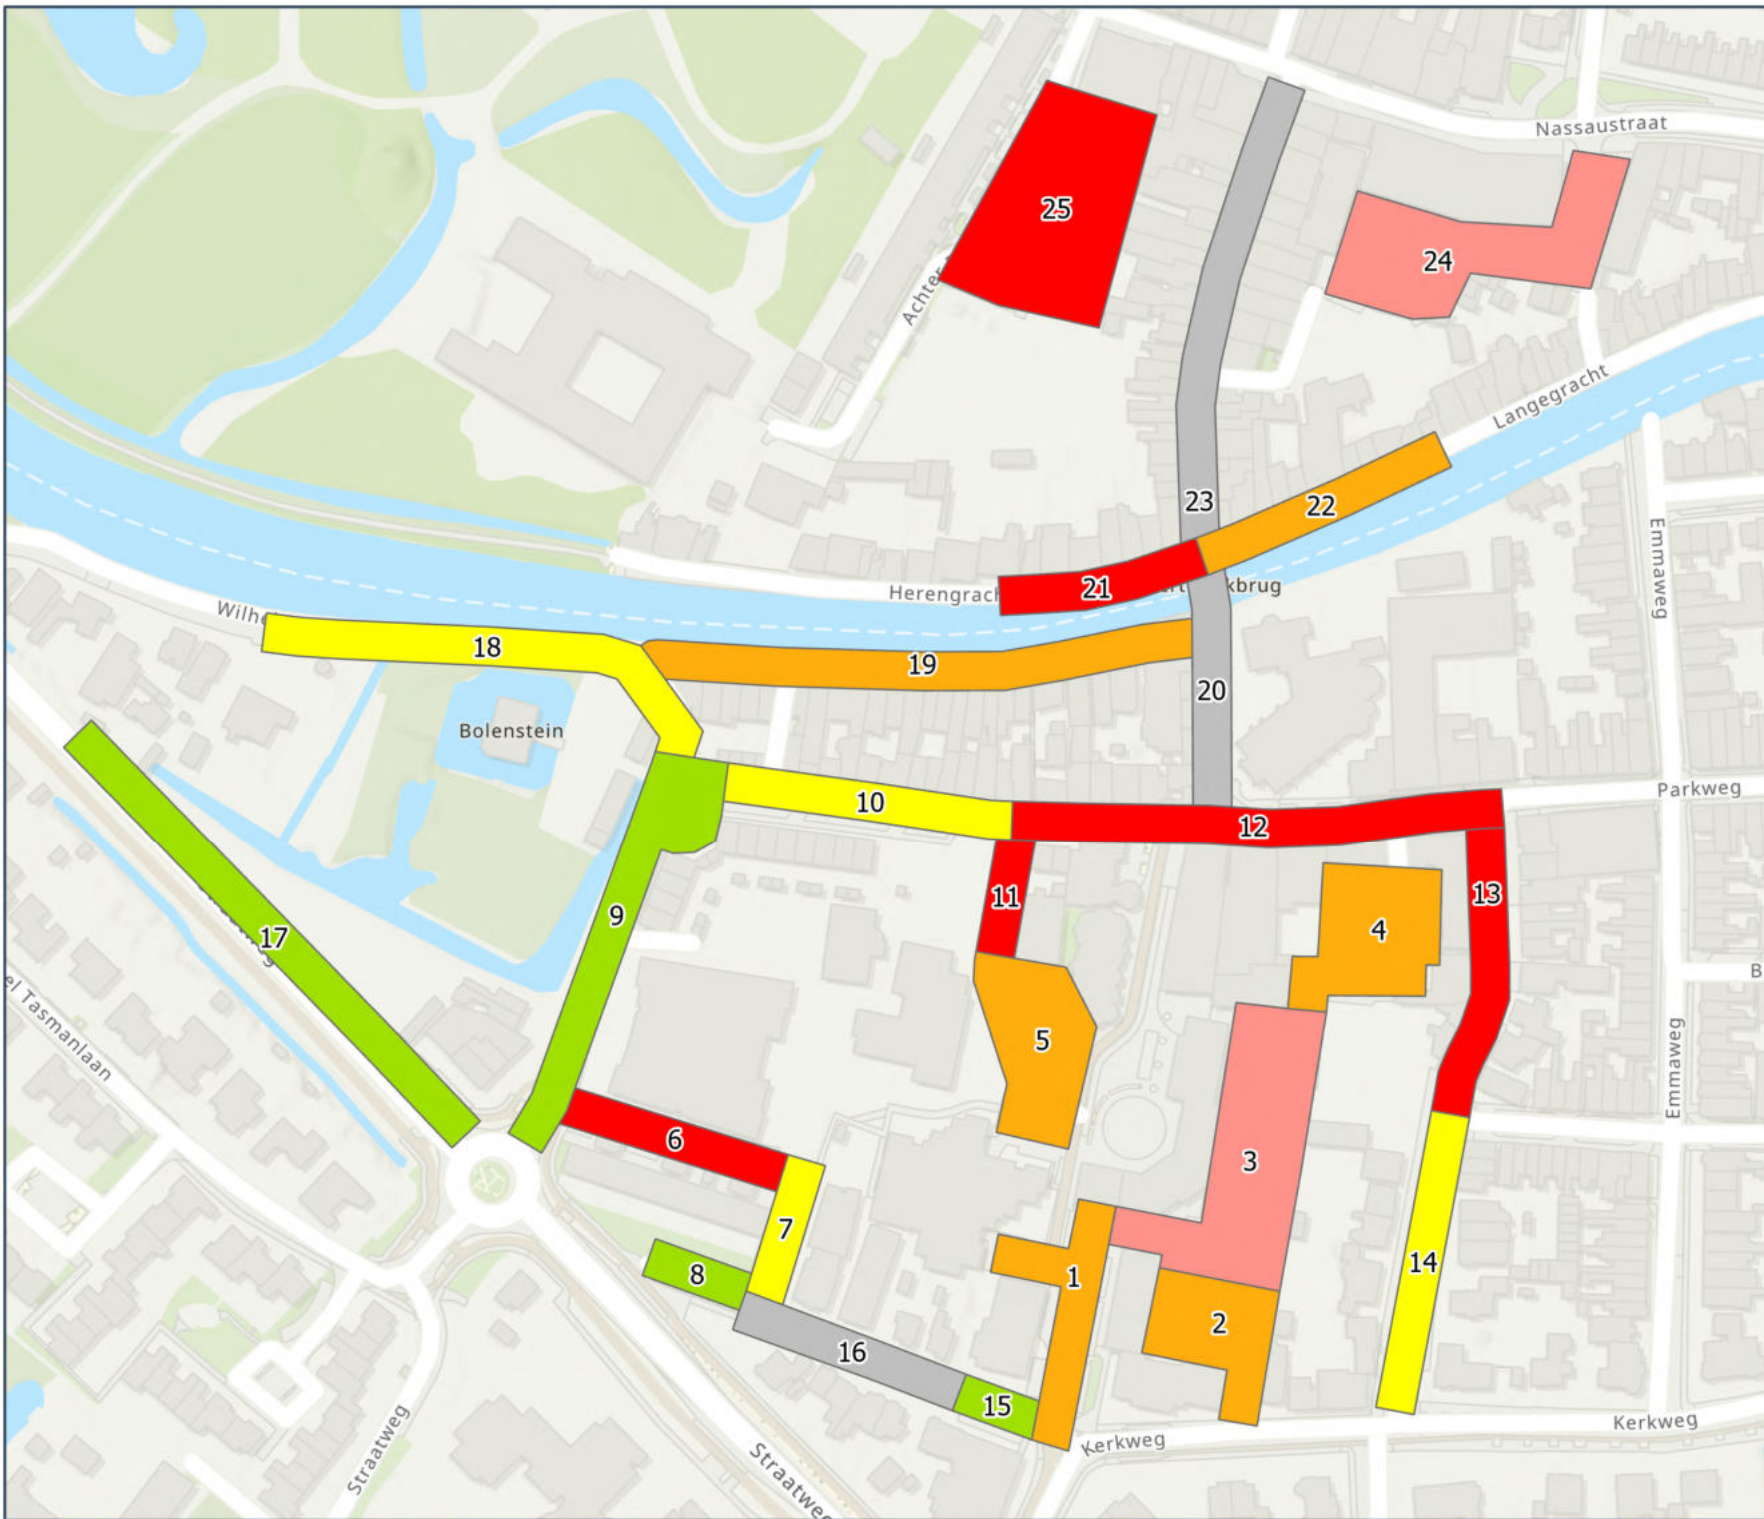 Nassaustraat
25
24
Achter
Langegracht
23
22
Emmaweg
Herengrach
21
kbrug
Wilhe
18
19
20
Bolenstein
Parkweg
10
12
11
13
9
4
17
el Tasmanlaan
5
Emmaweg
B
6
3
7
8
1
14
2
16
15
Straatweg
Kerkweg
Kerkweg
Straatweg